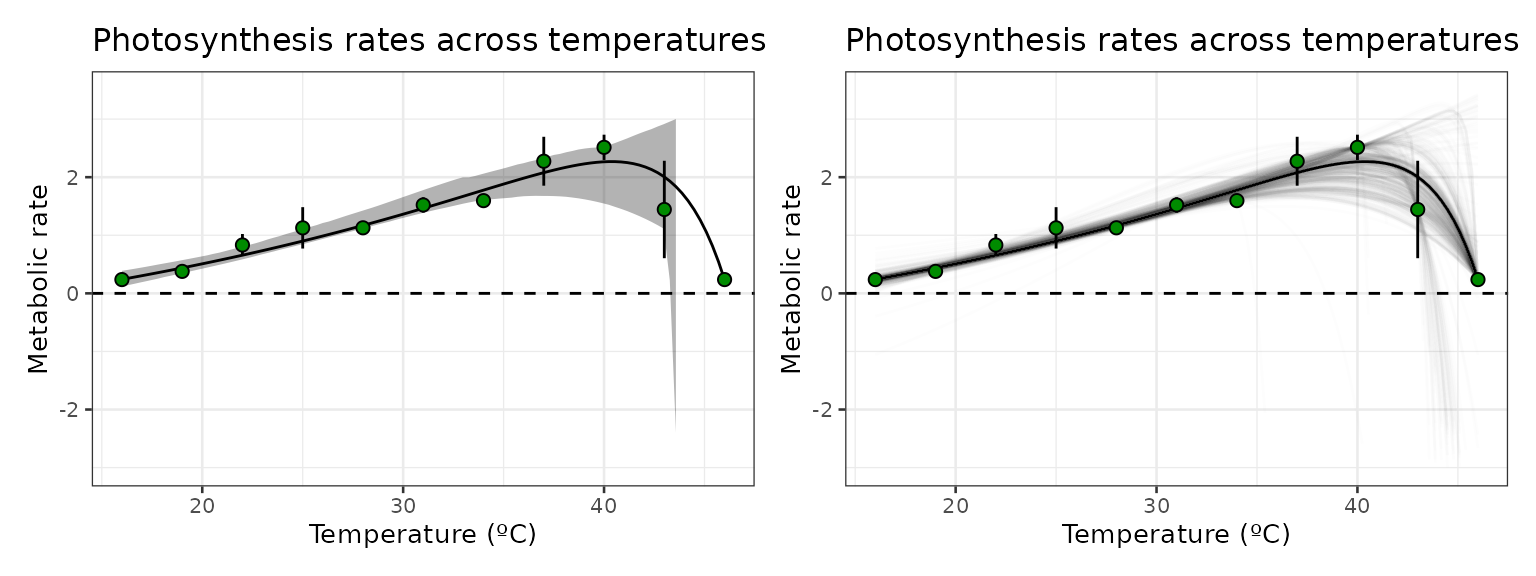 Photosynthesis rates across temperatures
Metabolic rate
2
0
-2
20 30 40
Temperature (ºC)
Photosynthesis rates across temperatures
Metabolic rate
2
0
-2
20 30 40
Temperature (ºC)